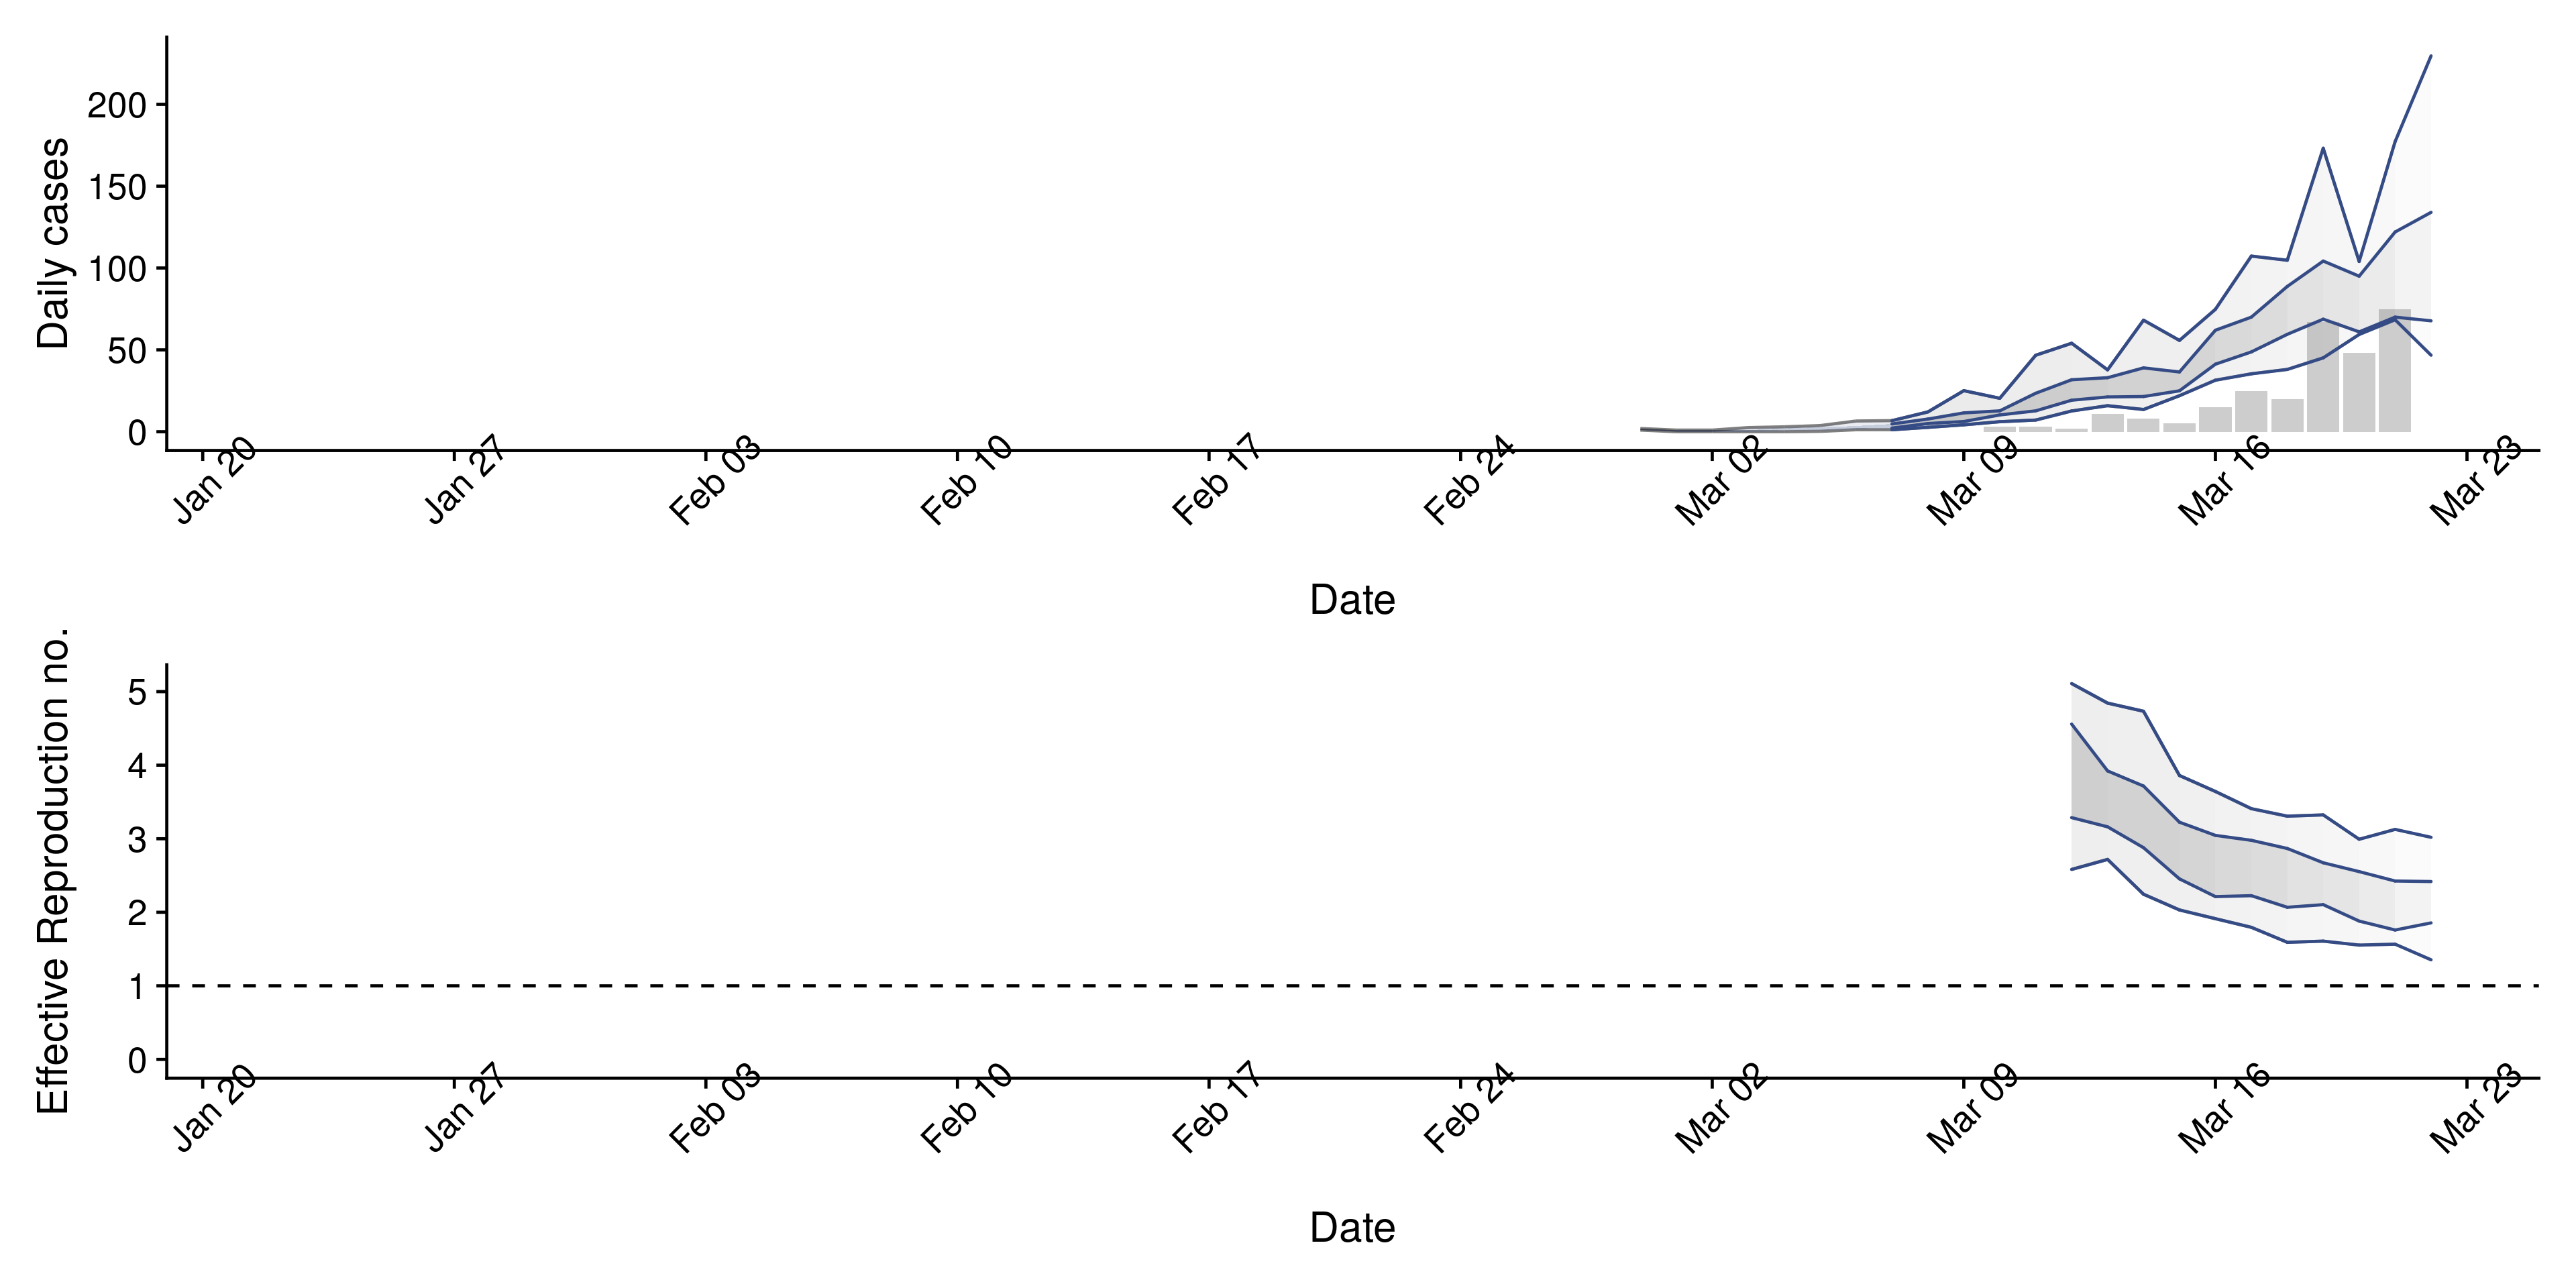 Daily cases
200
150
100
50
0
Jan 20
Jan 27
Feb 03
Feb 10
Feb 17
Feb 24
Mar 02
Mar 09
Mar 16
Mar 23
Date
Effective Reproduction no.
5
4
3
2
1
0
Jan 20
Jan 27
Feb 03
Feb 10
Feb 17
Feb 24
Mar 02
Mar 09
Mar 16
Mar 23
Date